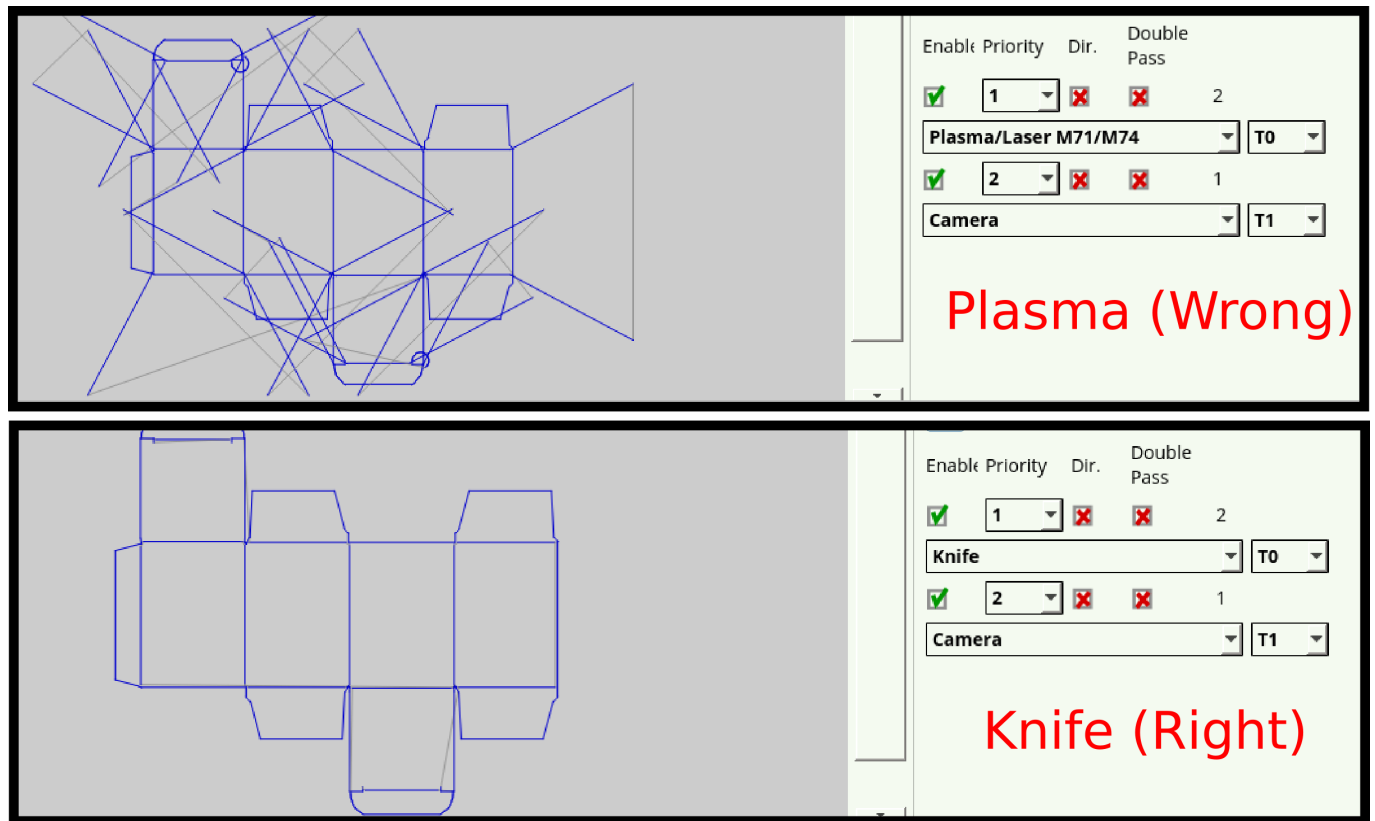 Enable Priority Dir. Double Pass
1 2
Plasma/Laser M71/M74 T0
2 1
Camera T1
Plasma (Wrong)
Enable Priority Dir. Double Pass
1 2
Knife T0
2 1
Camera T1
Knife (Right)